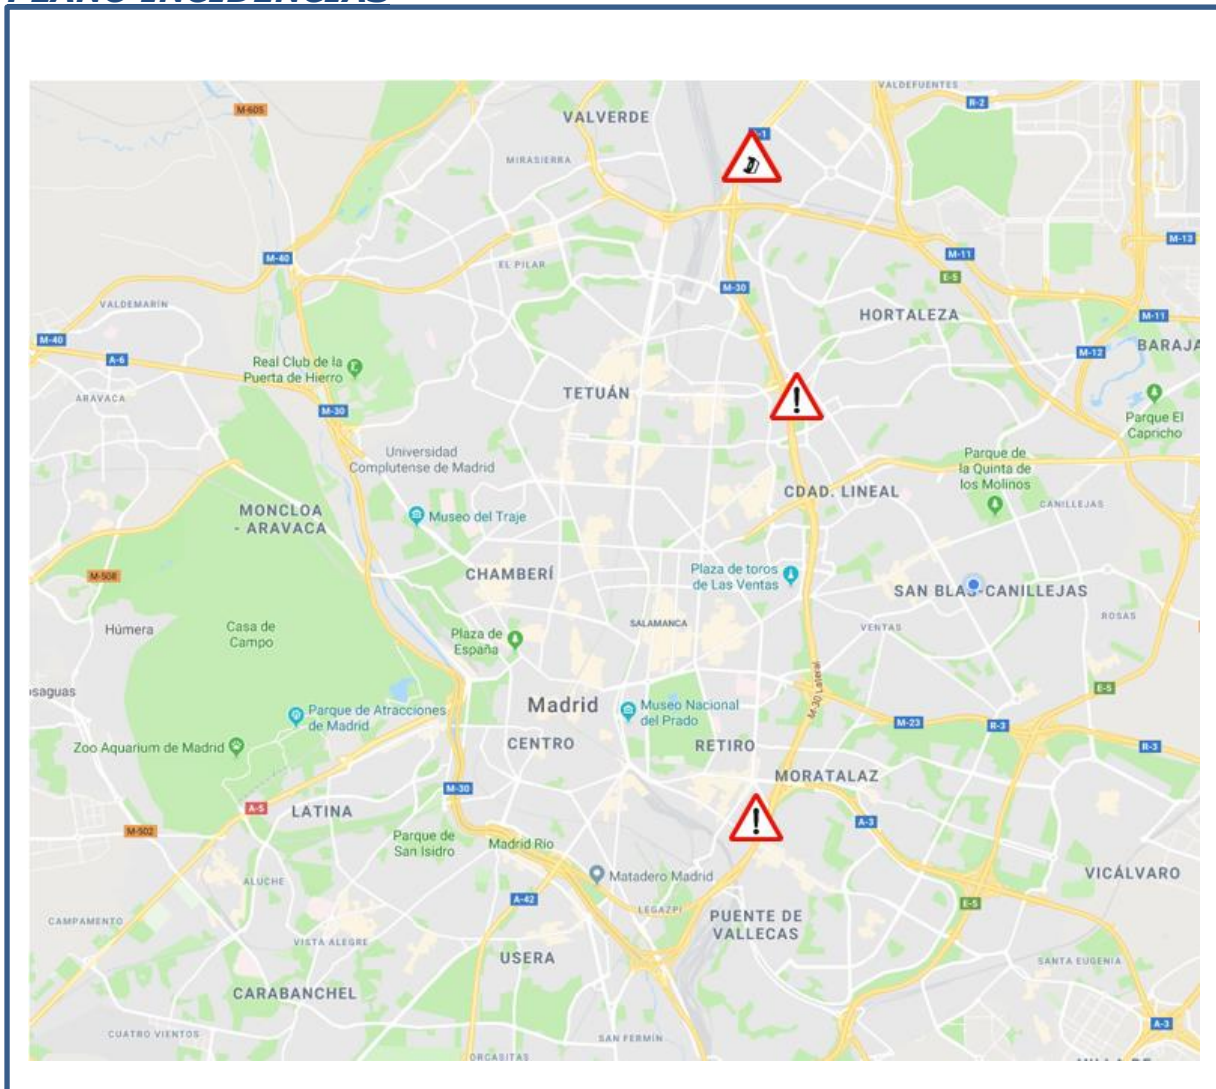 PLANO INCIDENCIAS
VALDEFUENTES
M-605
R-2
VALVERDE
A-1
MIRASIERRA
M-13
M-40
EL PILAR
M-11
E-5
M-30
VALDEMARÍN
HORTALEZA
M-11
M-40
A-6
Real Club de la
Puerta de Hierro
M-12
BARAJA
ARAVACA
TETUÁN
M-30
Parque El
Capricho
Universidad
Complutense de Madrid
Parque de
la Quinta de
los Molinos
CDAD. LINEAL
MONCLOA
- ARAVACA
Museo del Traje
CANILLEJAS
M-508
CHAMBERÍ
Plaza de toros
de Las Ventas
SAN BLAS-CANILLEJAS
Húmera
Casa de
Campo
Plaza de
España
SALAMANCA
VENTAS
ROSAS
osaguas
M-30 Lateral
E-5
Parque de Atracciones
de Madrid
Madrid
Museo Nacional
del Prado
M-23
R-3
Zoo Aquarium de Madrid
CENTRO
RETIRO
R-3
MORATALAZ
M-30
A-5
LATINA
M-502
Parque de
San Isidro
Madrid Río
A-3
Matadero Madrid
VICÁLVARO
ALUCHE
A-42
LEGAZPI
E-5
CAMPAMENTO
PUENTE DE
VALLECAS
VISTA ALEGRE
USERA
SANTA EUGENIA
CARABANCHEL
A-3
CUATRO VIENTOS
SAN FERMÍN
ORCASITAS